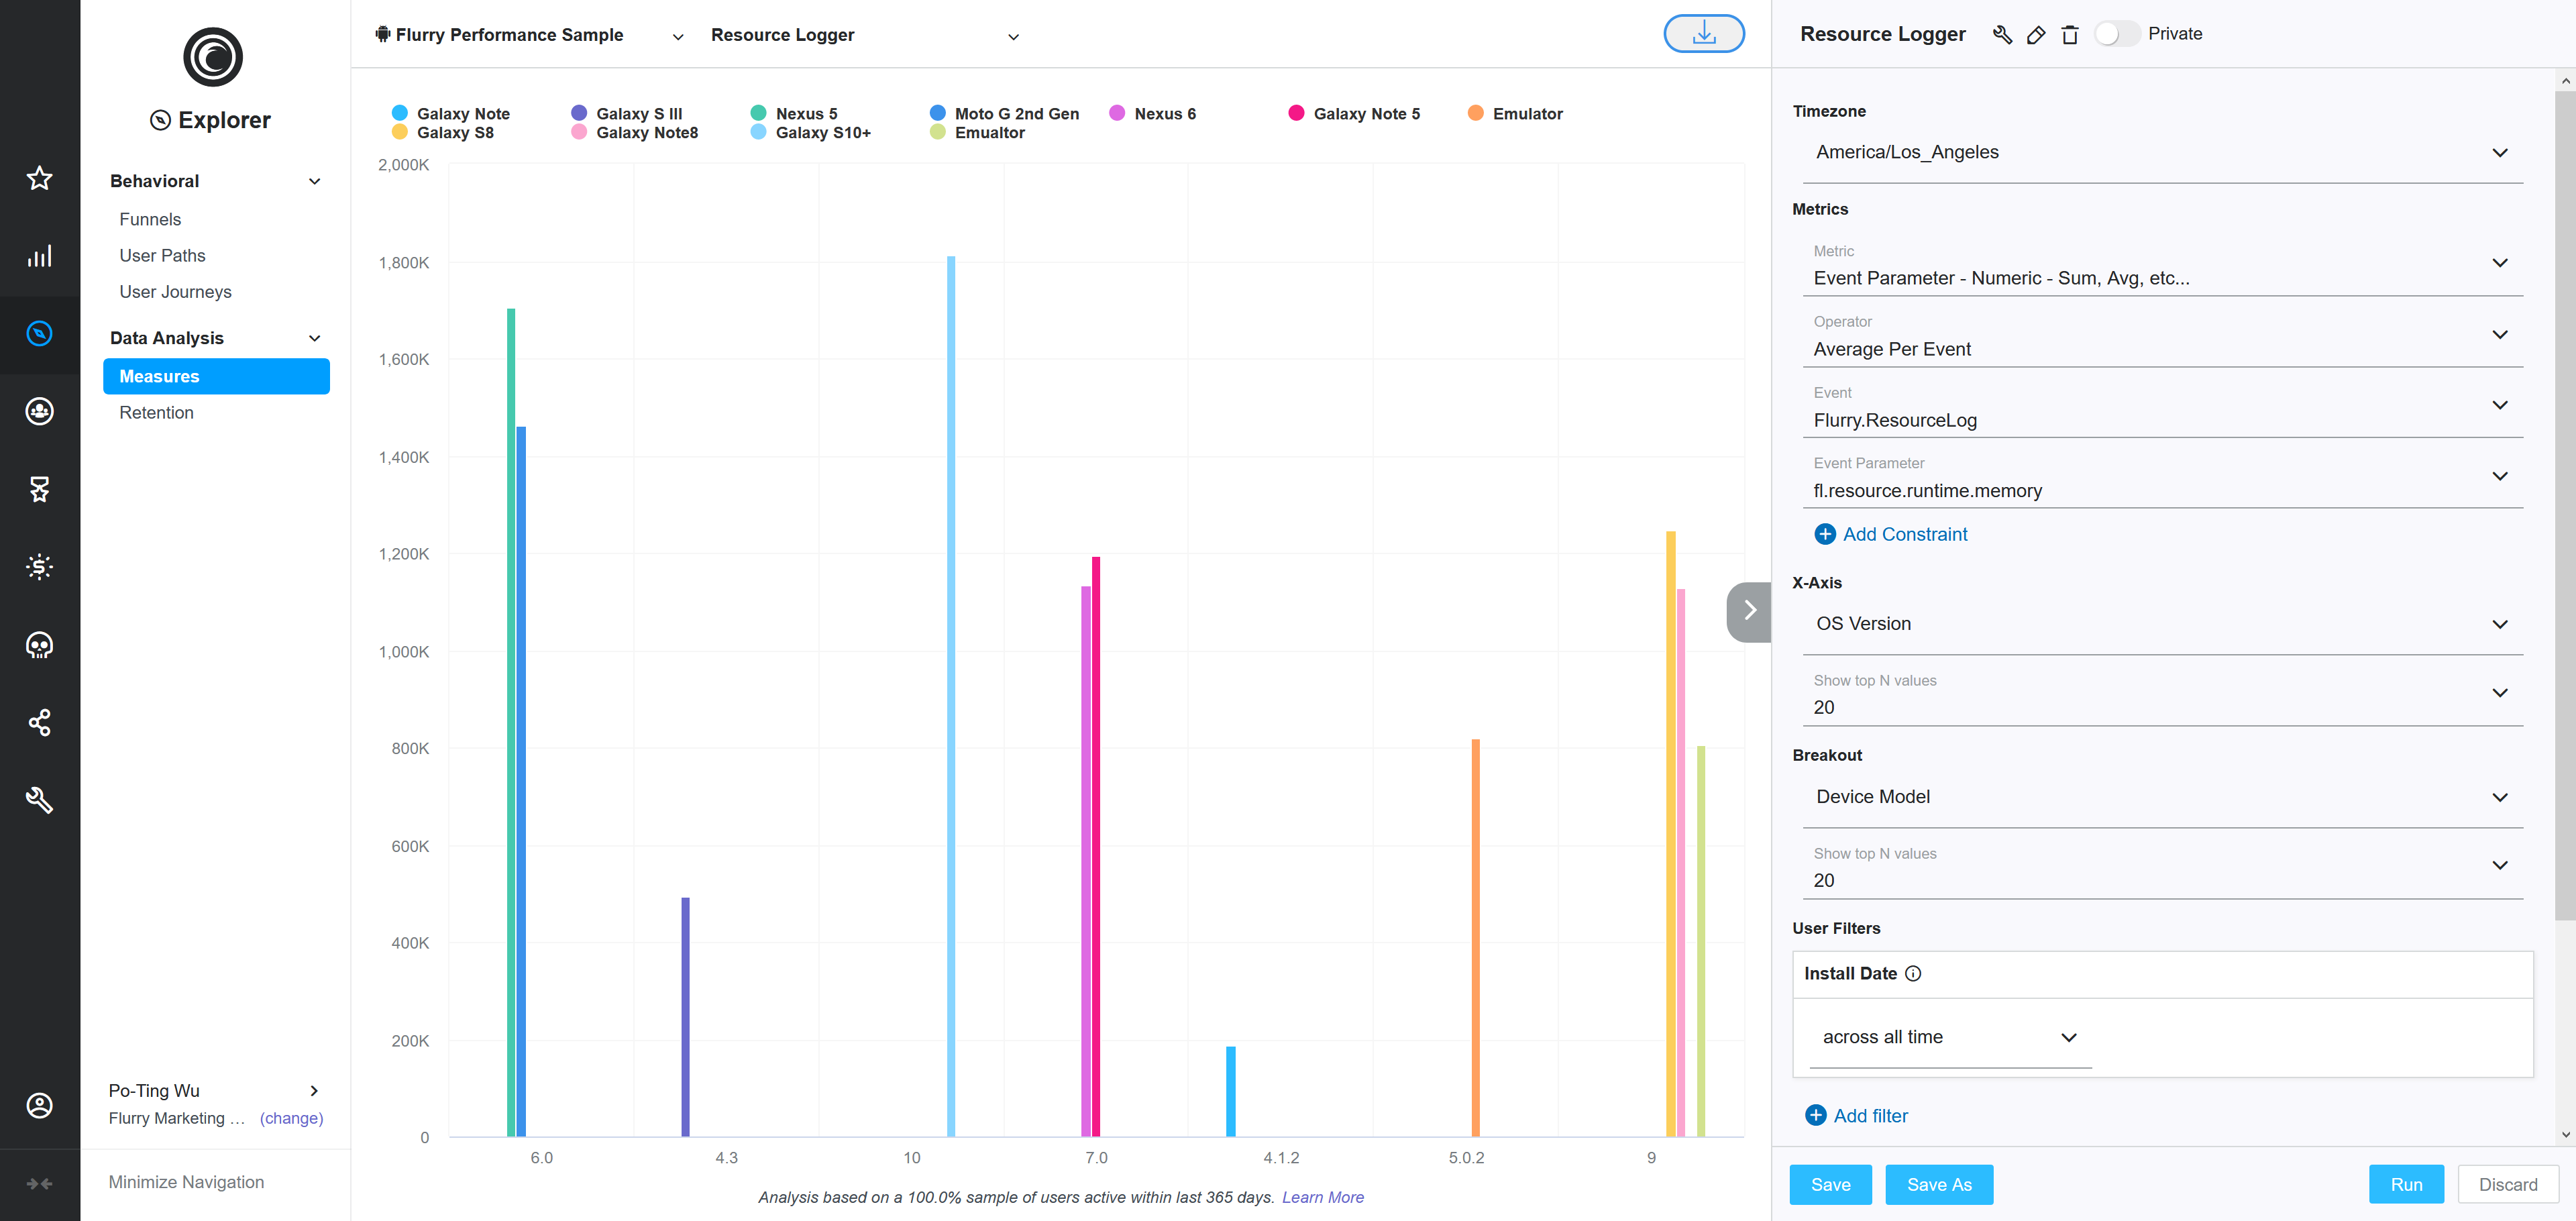 Explorer
Behavioral
Funnels
User Paths
User Journeys
Data Analysis
Measures
Retention
Po-Ting Wu
Flurry Marketing ... (change)
Minimize Navigation
Flurry Performance Sample
Resource Logger
Galaxy Note Galaxy S III Nexus 5 Moto G 2nd Gen Nexus 6 Galaxy Note 5 Emulator
Galaxy S8 Galaxy Note8 Galaxy S10+ Emualtor
2,000K
1,800K
1,600K
1,400K
1,200K
1,000K
800K
600K
400K
200K
0
6.0 4.3 10 7.0 4.1.2 5.0.2 9
Analysis based on a 100.0% sample of users active within last 365 days. Learn More
Resource Logger Private
Timezone
America/Los_Angeles
Metrics
Metric
Event Parameter - Numeric - Sum, Avg, etc...
Operator
Average Per Event
Event
Flurry.ResourceLog
Event Parameter
fl.resource.runtime.memory
Add Constraint
X-Axis
OS Version
Show top N values
20
Breakout
Device Model
Show top N values
20
User Filters
Install Date
across all time
Add filter
Save Save As Run Discard